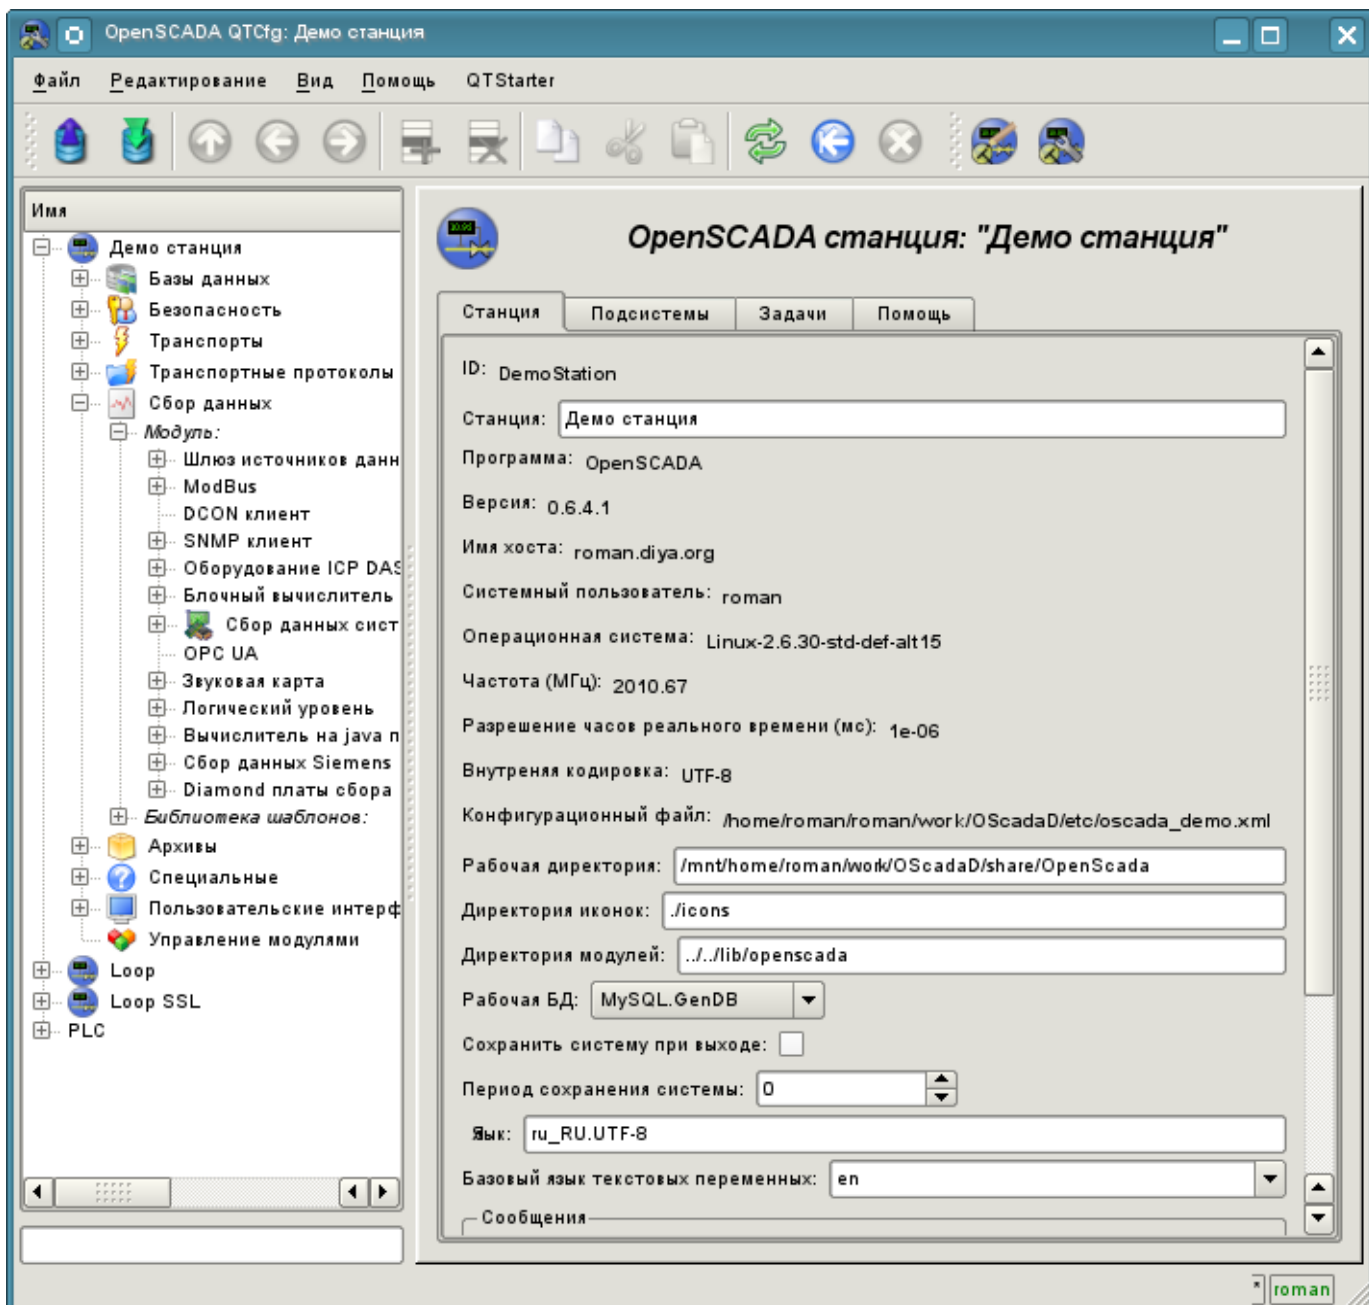 OpenSCADA QTCfg: Демо станция
Файл Редактирование Вид Помощь QTStarter
Имя
Демо станция
Базы данных
Безопасность
Транспорты
Транспортные протоколы
Сбор данных
Модуль:
Шлюз источников данн
ModBus
DCON клиент
SNMP клиент
Оборудование ICP DAS
Блочный вычислитель
Сбор данных сист
OPC UA
Звуковая карта
Логический уровень
Вычислитель на java п
Сбор данных Siemens
Diamond платы сбора
Библиотека шаблонов:
Архивы
Специальные
Пользовательские интерф
Управление модулями
Loop
Loop SSL
PLC
OpenSCADA станция: "Демо станция"
Станция Подсистемы Задачи Помощь
ID: DemoStation
Станция: Демо станция
Программа: OpenSCADA
Версия: 0.6.4.1
Имя хоста: roman.diya.org
Системный пользователь: roman
Операционная система: Linux-2.6.30-std-def-alt15
Частота (МГц): 2010.67
Разрешение часов реального времени (мс): 1e-06
Внутреняя кодировка: UTF-8
Конфигурационный файл: /home/roman/roman/work/OScadaD/etc/oscada_demo.xml
Рабочая директория: /mnt/home/roman/work/OScadaD/share/OpenScada
Директория иконок: ./icons
Директория модулей: ../../lib/openscada
Рабочая БД: MySQL.GenDB
Сохранить систему при выходе:
Период сохранения системы: 0
Язык: ru_RU.UTF-8
Базовый язык текстовых переменных: en
Сообщения
* roman